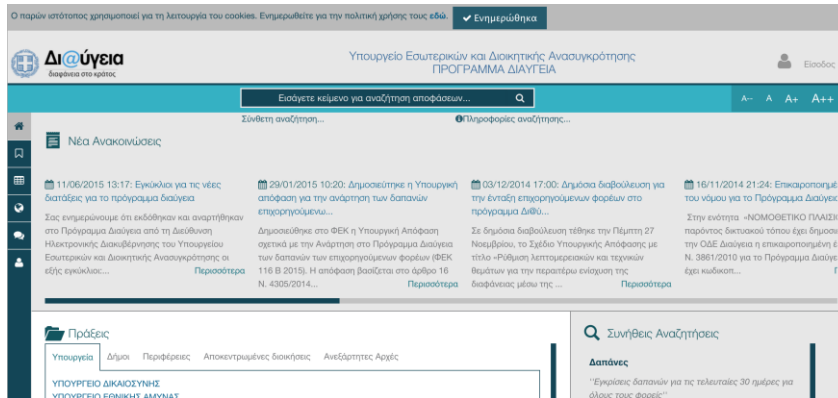 Ο παρών ιστότοπος χρησιμοποιεί για τη λειτουργία του cookies. Ενημερωθείτε για την πολιτική χρήσης τους εδώ. Ενημερώθηκα
Δι@ύγεια
διαφάνεια στο κράτος
Υπουργείο Εσωτερικών και Διοικητικής Ανασυγκρότησης
ΠΡΟΓΡΑΜΜΑ ΔΙΑΥΓΕΙΑ
Είσοδος
Εισάγετε κείμενο για αναζήτηση αποφάσεων...
A-- A A+ A++
Σύνθετη αναζήτηση... Πληροφορίες αναζήτησης...
Νέα Ανακοινώσεις
11/06/2015 13:17: Εγκύκλιοι για τις νέες
διατάξεις για το πρόγραμμα διαύγεια
Σας ενημερώνουμε ότι εκδόθηκαν και αναρτήθηκαν
στο Πρόγραμμα Διαύγεια από τη Διεύθυνση
Ηλεκτρονικής Διακυβέρνησης του Υπουργείου
Εσωτερικών και Διοικητικής Ανασυγκρότησης οι
εξής εγκύκλιοι:... Περισσότερα
29/01/2015 10:20: Δημοσιεύτηκε η Υπουργική
απόφαση για την ανάρτηση των δαπανών
επιχορηγούμενω...
Δημοσιεύθηκε στο ΦΕΚ η Υπουργική Απόφαση
σχετικά με την Ανάρτηση στο Πρόγραμμα Διαύγεια
των δαπανών των επιχορηγούμενων φορέων (ΦΕΚ
116 Β 2015). Η απόφαση βασίζεται στο άρθρο 16
Ν. 4305/2014... Περισσότερα
03/12/2014 17:00: Δημόσια διαβούλευση για
την ένταξη επιχορηγούμενων φορέων στο
πρόγραμμα Δι@ύ...
Σε δημόσια διαβούλευση τέθηκε την Πέμπτη 27
Νοεμβρίου, το Σχέδιο Υπουργικής Απόφασης με
τίτλο «Ρύθμιση λεπτομερειακών και τεχνικών
θεμάτων για την περαιτέρω ενίσχυση της
διαφάνειας μέσω της ... Περισσότερα
16/11/2014 21:24: Επικαιροποιημέ
του νόμου για το Πρόγραμμα Διαύγει
Στην ενότητα «ΝΟΜΟΘΕΤΙΚΟ ΠΛΑΙΣΙ
παρόντος δικτυακού τόπου έχει δημοσι
την ΟΔΕ Διαύγεια η επικαιροποιημένη έ
Ν. 3861/2010 για το Πρόγραμμα Διαύγε
έχει κωδικοπ...
Πράξεις
Υπουργεία Δήμοι Περιφέρειες Αποκεντρωμένες διοικήσεις Ανεξάρτητες Αρχές
ΥΠΟΥΡΓΕΙΟ ΔΙΚΑΙΟΣΥΝΗΣ
ΥΠΟΥΡΓΕΙΟ ΕΘΝΙΚΗΣ ΑΜΥΝΑΣ
Συνήθεις Αναζητήσεις
Δαπάνες
"Εγκρίσεις δαπανών για τις τελευταίες 30 ημέρες για
όλους τους φορείς"